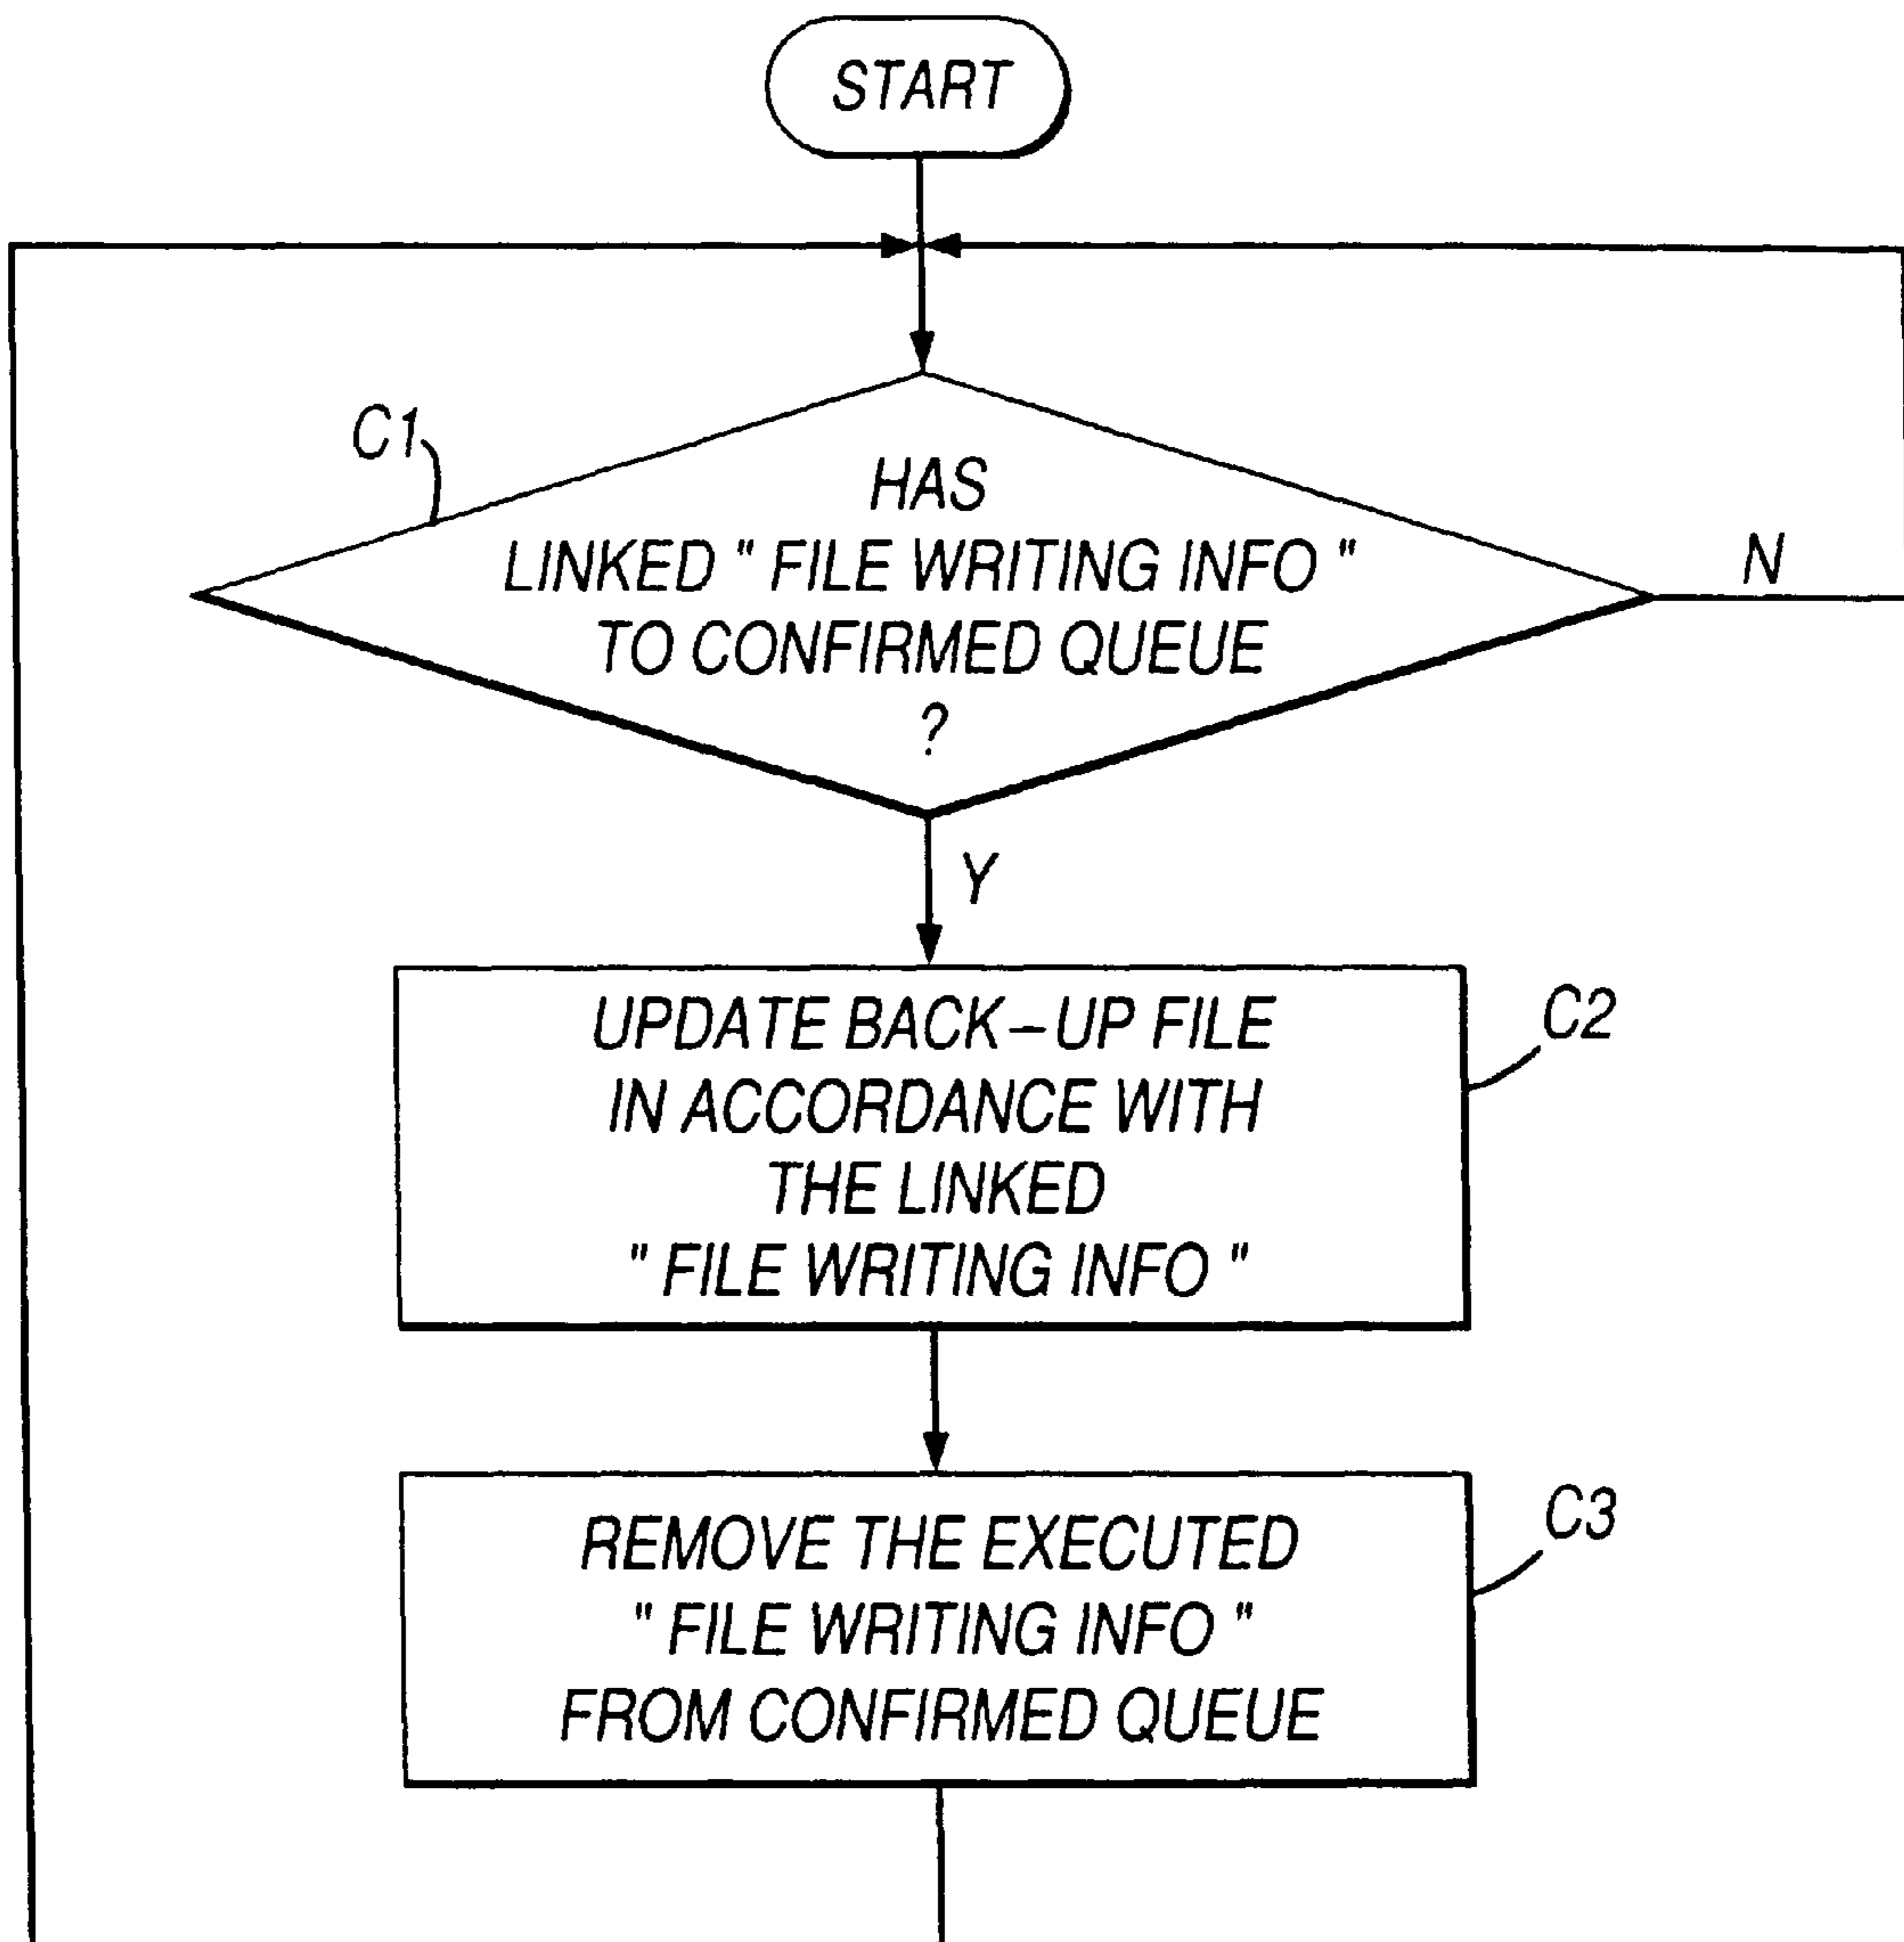 START
C1
HAS
LINKED " FILE WRITING INFO "
TO CONFIRMED QUEUE
?
N
Y
UPDATE BACK–UP FILE
IN ACCORDANCE WITH
THE LINKED
" FILE WRITING INFO "
C2
REMOVE THE EXECUTED
" FILE WRITING INFO "
FROM CONFIRMED QUEUE
C3